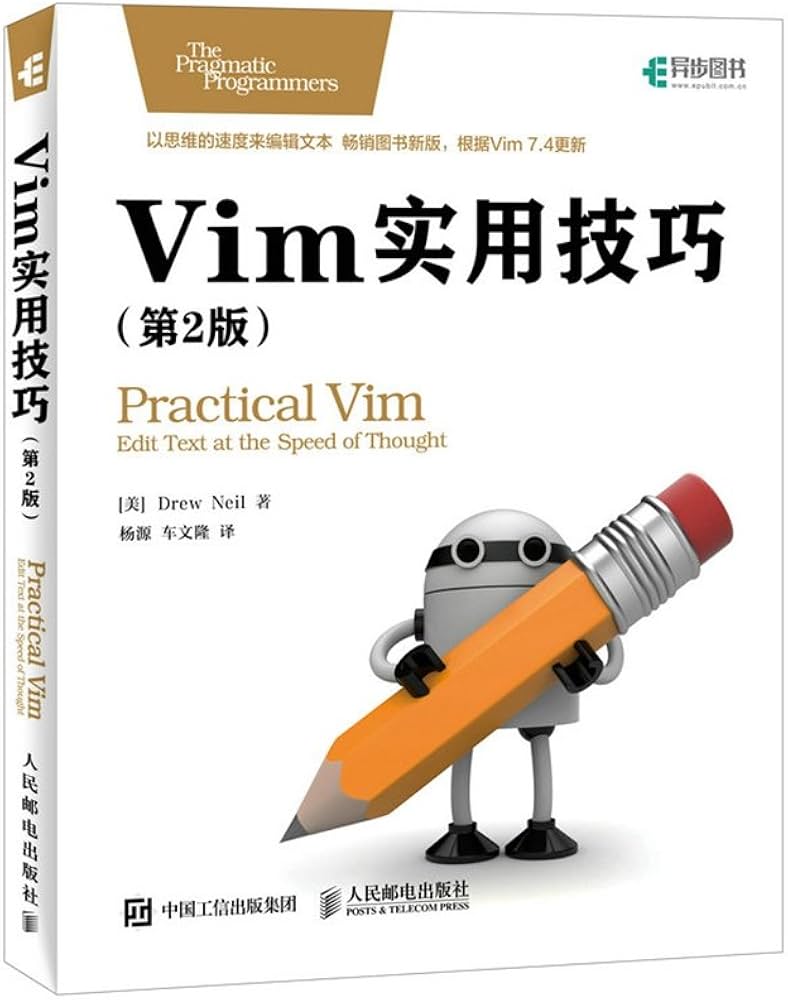 The
Pragmatic
Programmers
异步图书
www.epubit.com.cn
以思维的速度来编辑文本 畅销图书新版，根据Vim 7.4更新
Vim实用技巧
（第2版）
Practical Vim
Edit Text at the Speed of Thought
[美] Drew Neil 著
杨源 车文隆 译
中国工信出版集团
人民邮电出版社
POSTS & TELECOM PRESS
Vim实用技巧（第2版）
Practical Vim
Edit Text at the Speed of Thought
人民邮电出版社